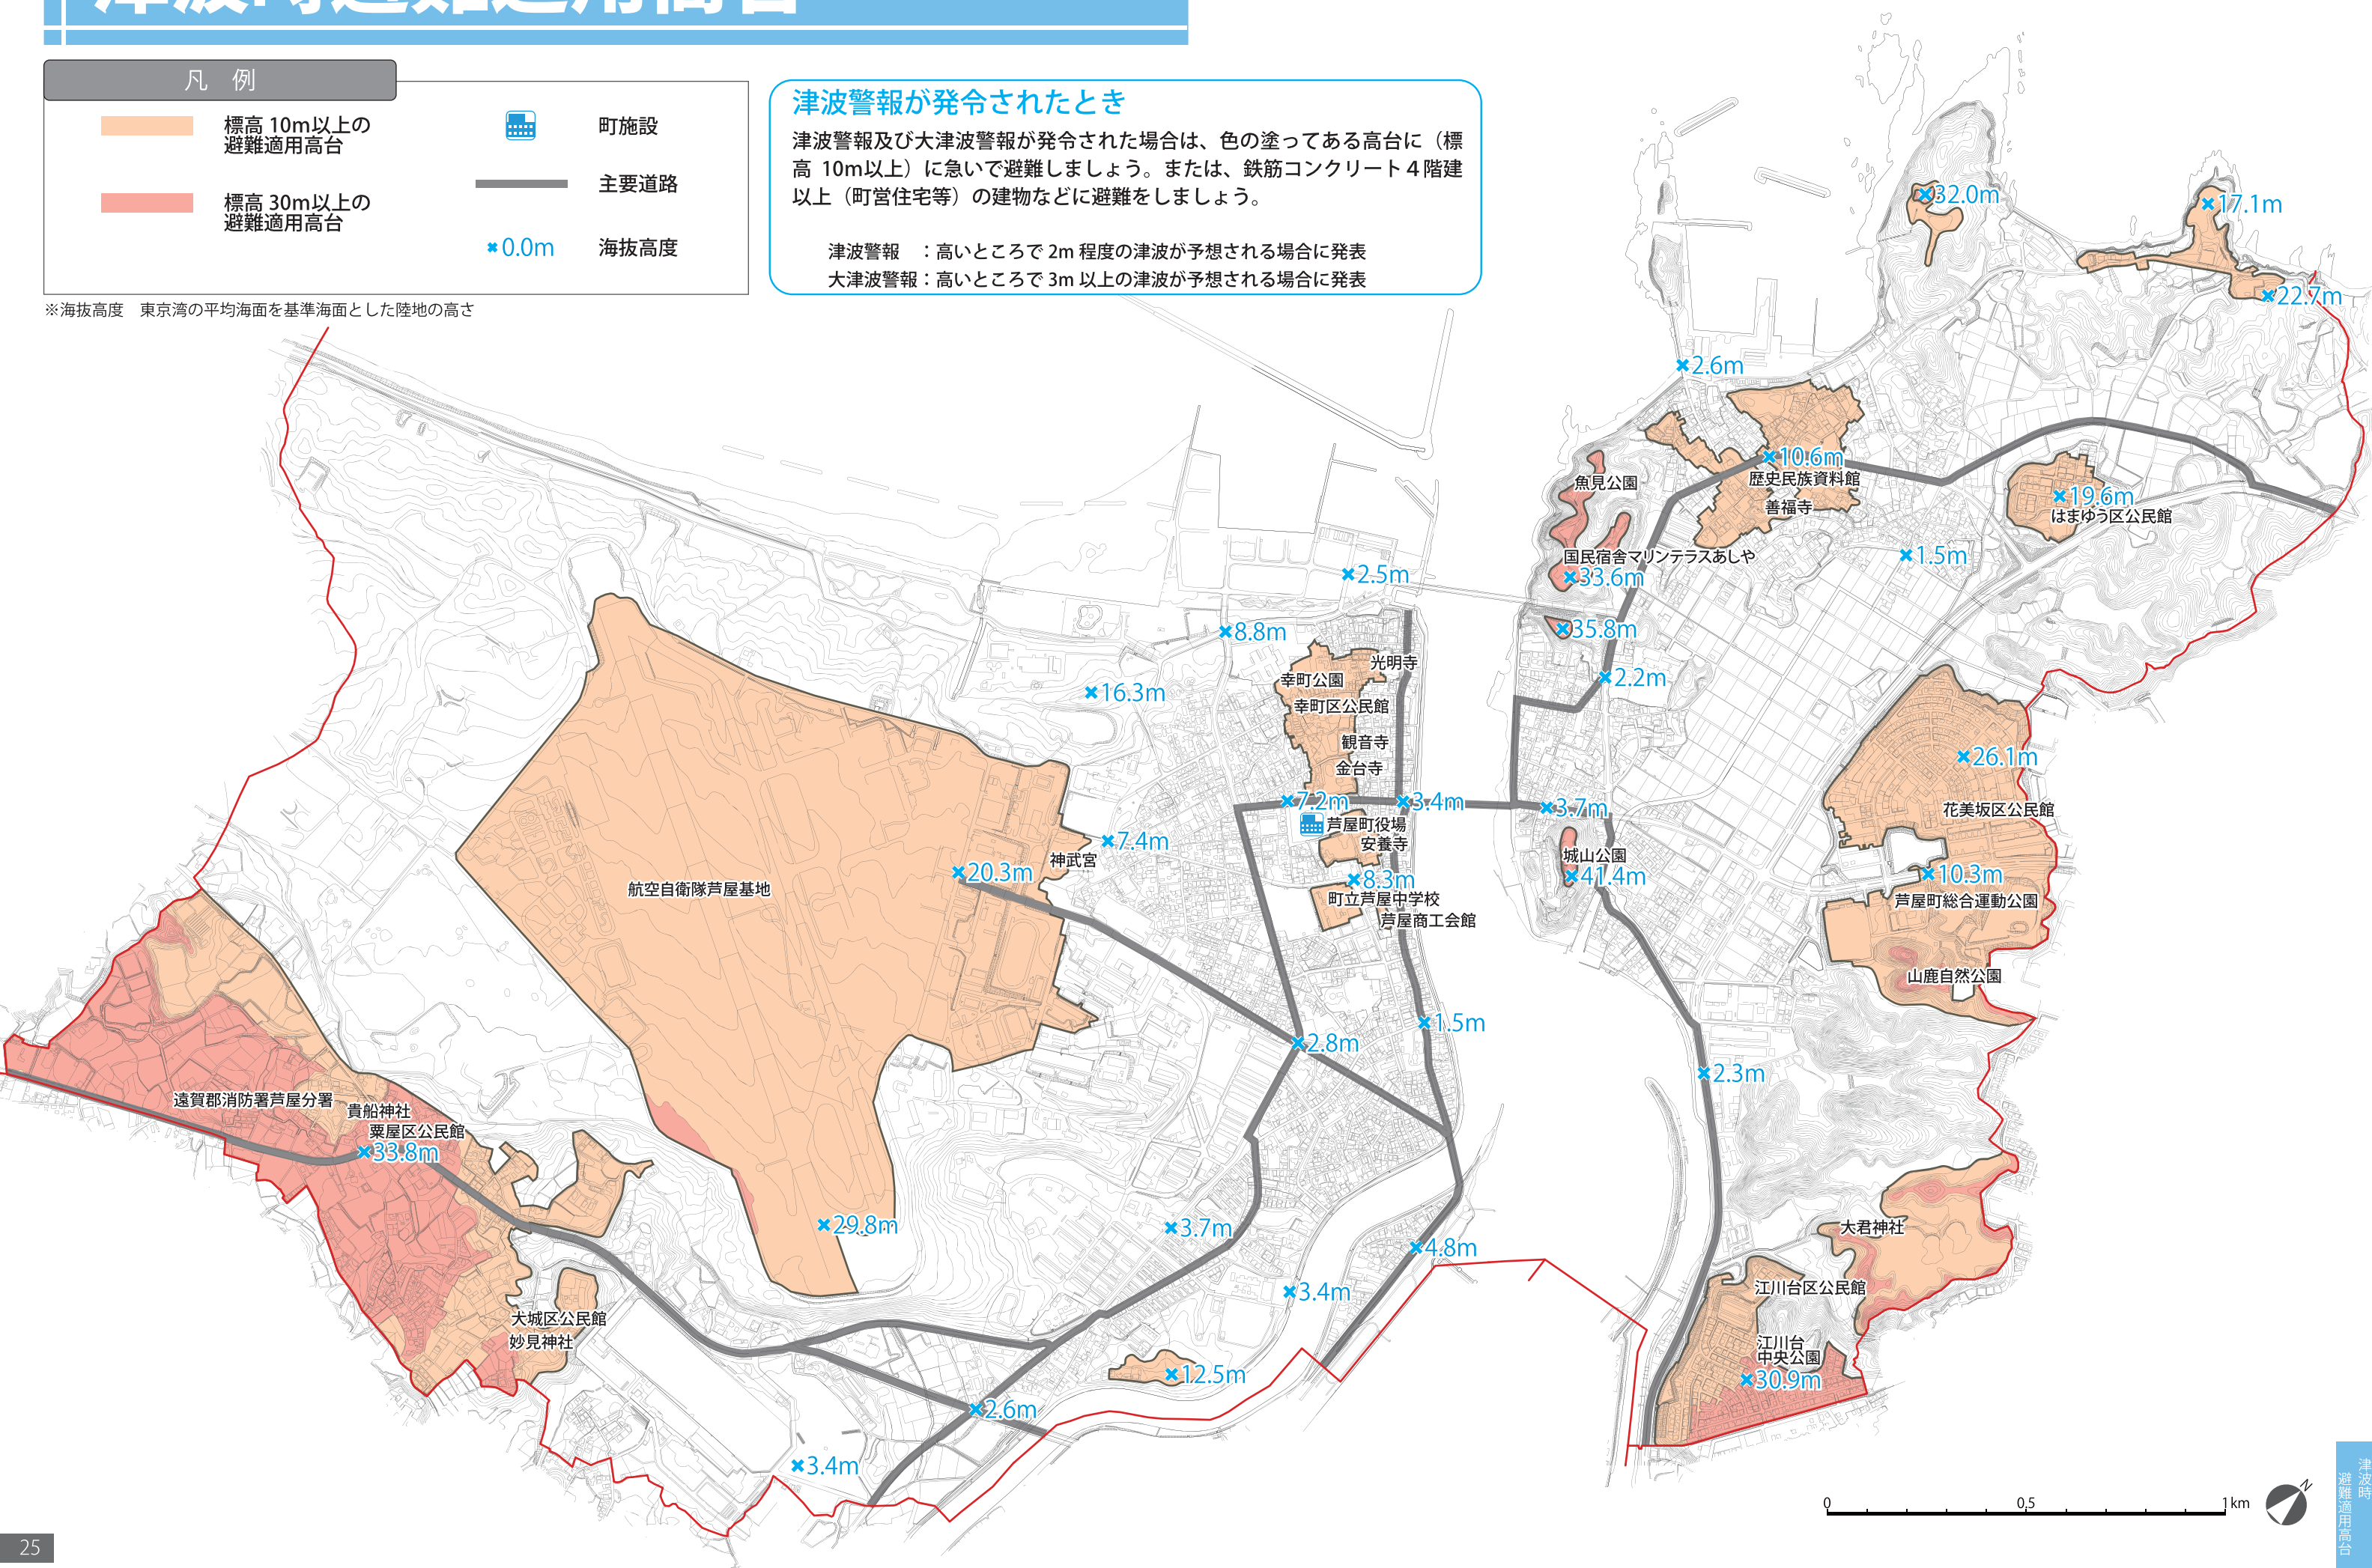 津波時避難適用高台
凡　例
標高 10m以上の
避難適用高台
標高 30m以上の
避難適用高台
町施設
主要道路
0.0m
海抜高度
※海抜高度　東京湾の平均海面を基準海面とした陸地の高さ
津波警報が発令されたとき
津波警報及び大津波警報が発令された場合は、色の塗ってある高台に（標
高 10m以上）に急いで避難しましょう。または、鉄筋コンクリート４階建
以上（町営住宅等）の建物などに避難をしましょう。
津波警報　：高いところで 2m 程度の津波が予想される場合に発表
大津波警報：高いところで 3m 以上の津波が予想される場合に発表
32.0m
17.1m
22.7m
2.6m
10.6m
歴史民族資料館
善福寺
魚見公園
19.6m
はまゆう区公民館
国民宿舎マリンテラスあしや
33.6m
1.5m
2.5m
8.8m
35.8m
光明寺
幸町公園
16.3m
2.2m
幸町区公民館
観音寺
金台寺
26.1m
7.2m
3.4m
3.7m
花美坂区公民館
芦屋町役場
安養寺
7.4m
神武宮
城山公園
20.3m
8.3m
41.4m
10.3m
航空自衛隊芦屋基地
町立芦屋中学校
芦屋商工会館
芦屋町総合運動公園
山鹿自然公園
1.5m
2.8m
2.3m
遠賀郡消防署芦屋分署
貴船神社
粟屋区公民館
33.8m
29.8m
3.7m
4.8m
大君神社
3.4m
江川台区公民館
大城区公民館
妙見神社
江川台
中央公園
12.5m
30.9m
2.6m
3.4m
0
0.5
1km
N
津波時
避難適用高台
25